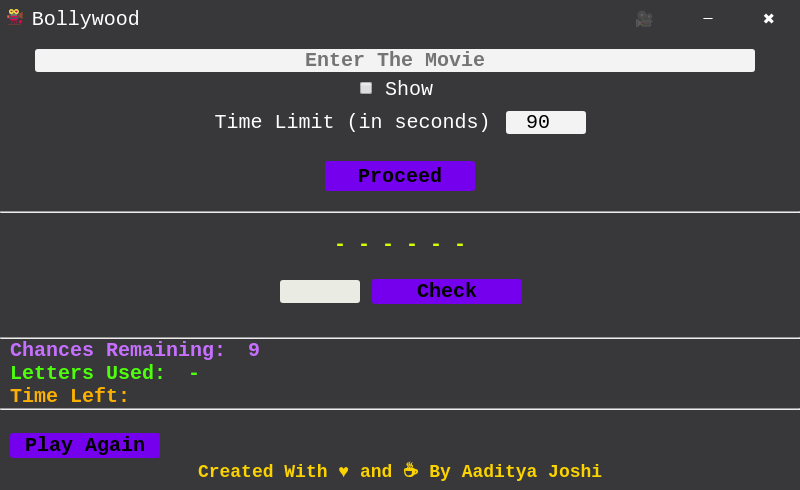 Bollywood
Enter The Movie
Show
Time Limit (in seconds) 90
Proceed
- - - - - -
Check
Chances Remaining: 9
Letters Used: -
Time Left:
Play Again
Created With ♥ and ☕ By Aaditya Joshi